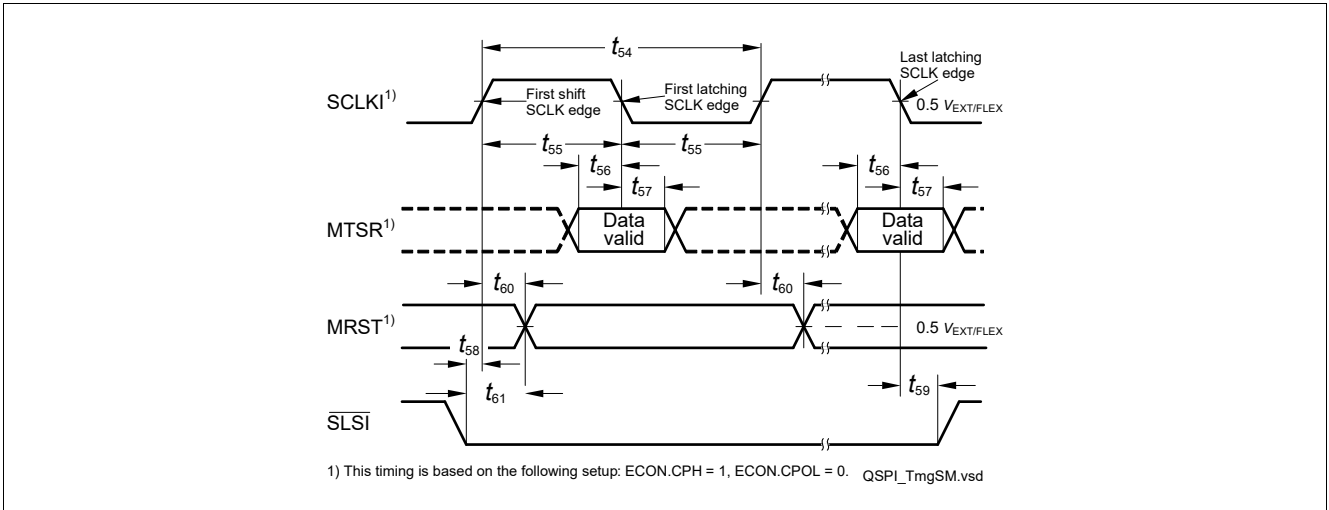 t54
Last latching
SCLK edge
SCLKI1)
First shift
SCLK edge
First latching
SCLK edge
0.5 VEXT/FLEX
t55
t55
t56
t56
t57
t57
MTSR1)
Data
valid
Data
valid
t60
t60
MRST1)
0.5 VEXT/FLEX
t58
t61
t59
SLSI
1) This timing is based on the following setup: ECON.CPH = 1, ECON.CPOL = 0.
QSPI_TmgSM.vsd